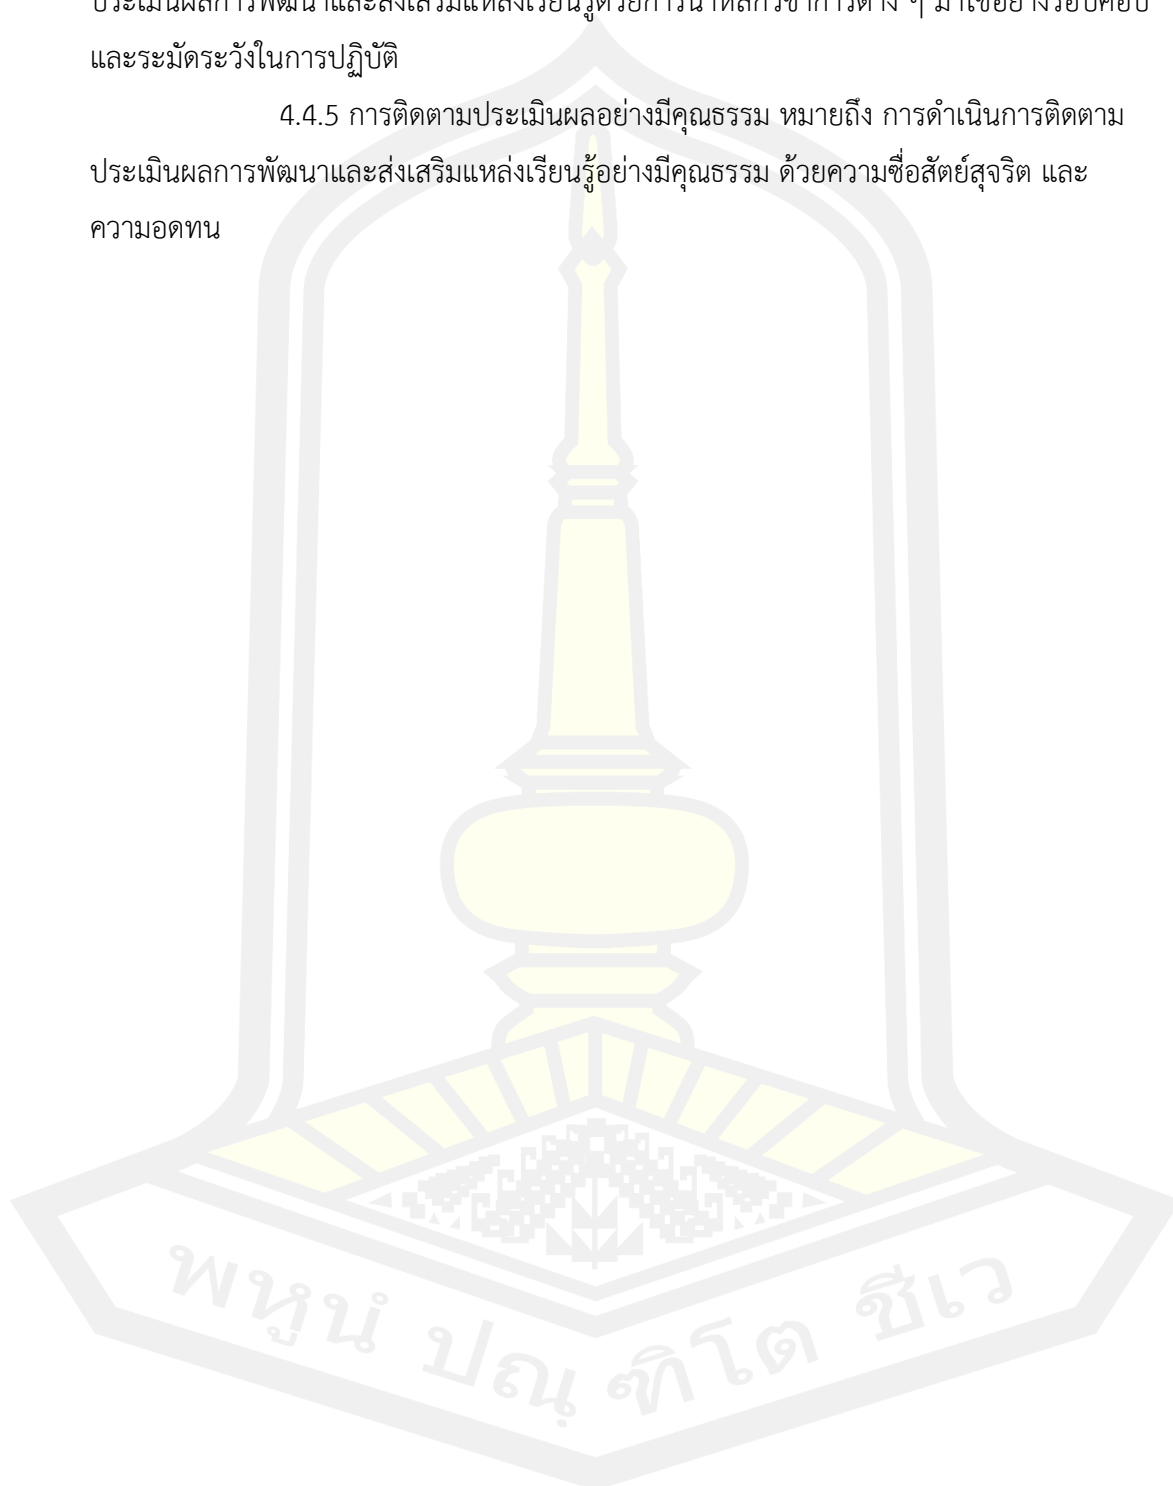 ประเมินผลการพัฒนาและส่งเสริมแหล่งเรียนรู้ด้วยการนำหลักวิชาการต่าง ๆ มาใช้อย่างรอบคอบ
และระมัดระวังในการปฏิบัติ
4.4.5 การติดตามประเมินผลอย่างมีคุณธรรม หมายถึง การดำเนินการติดตาม
ประเมินผลการพัฒนาและส่งเสริมแหล่งเรียนรู้อย่างมีคุณธรรม ด้วยความซื่อสัตย์สุจริต และ
ความอดทน
พหูนํ ปณฺฑิโต ชีเว